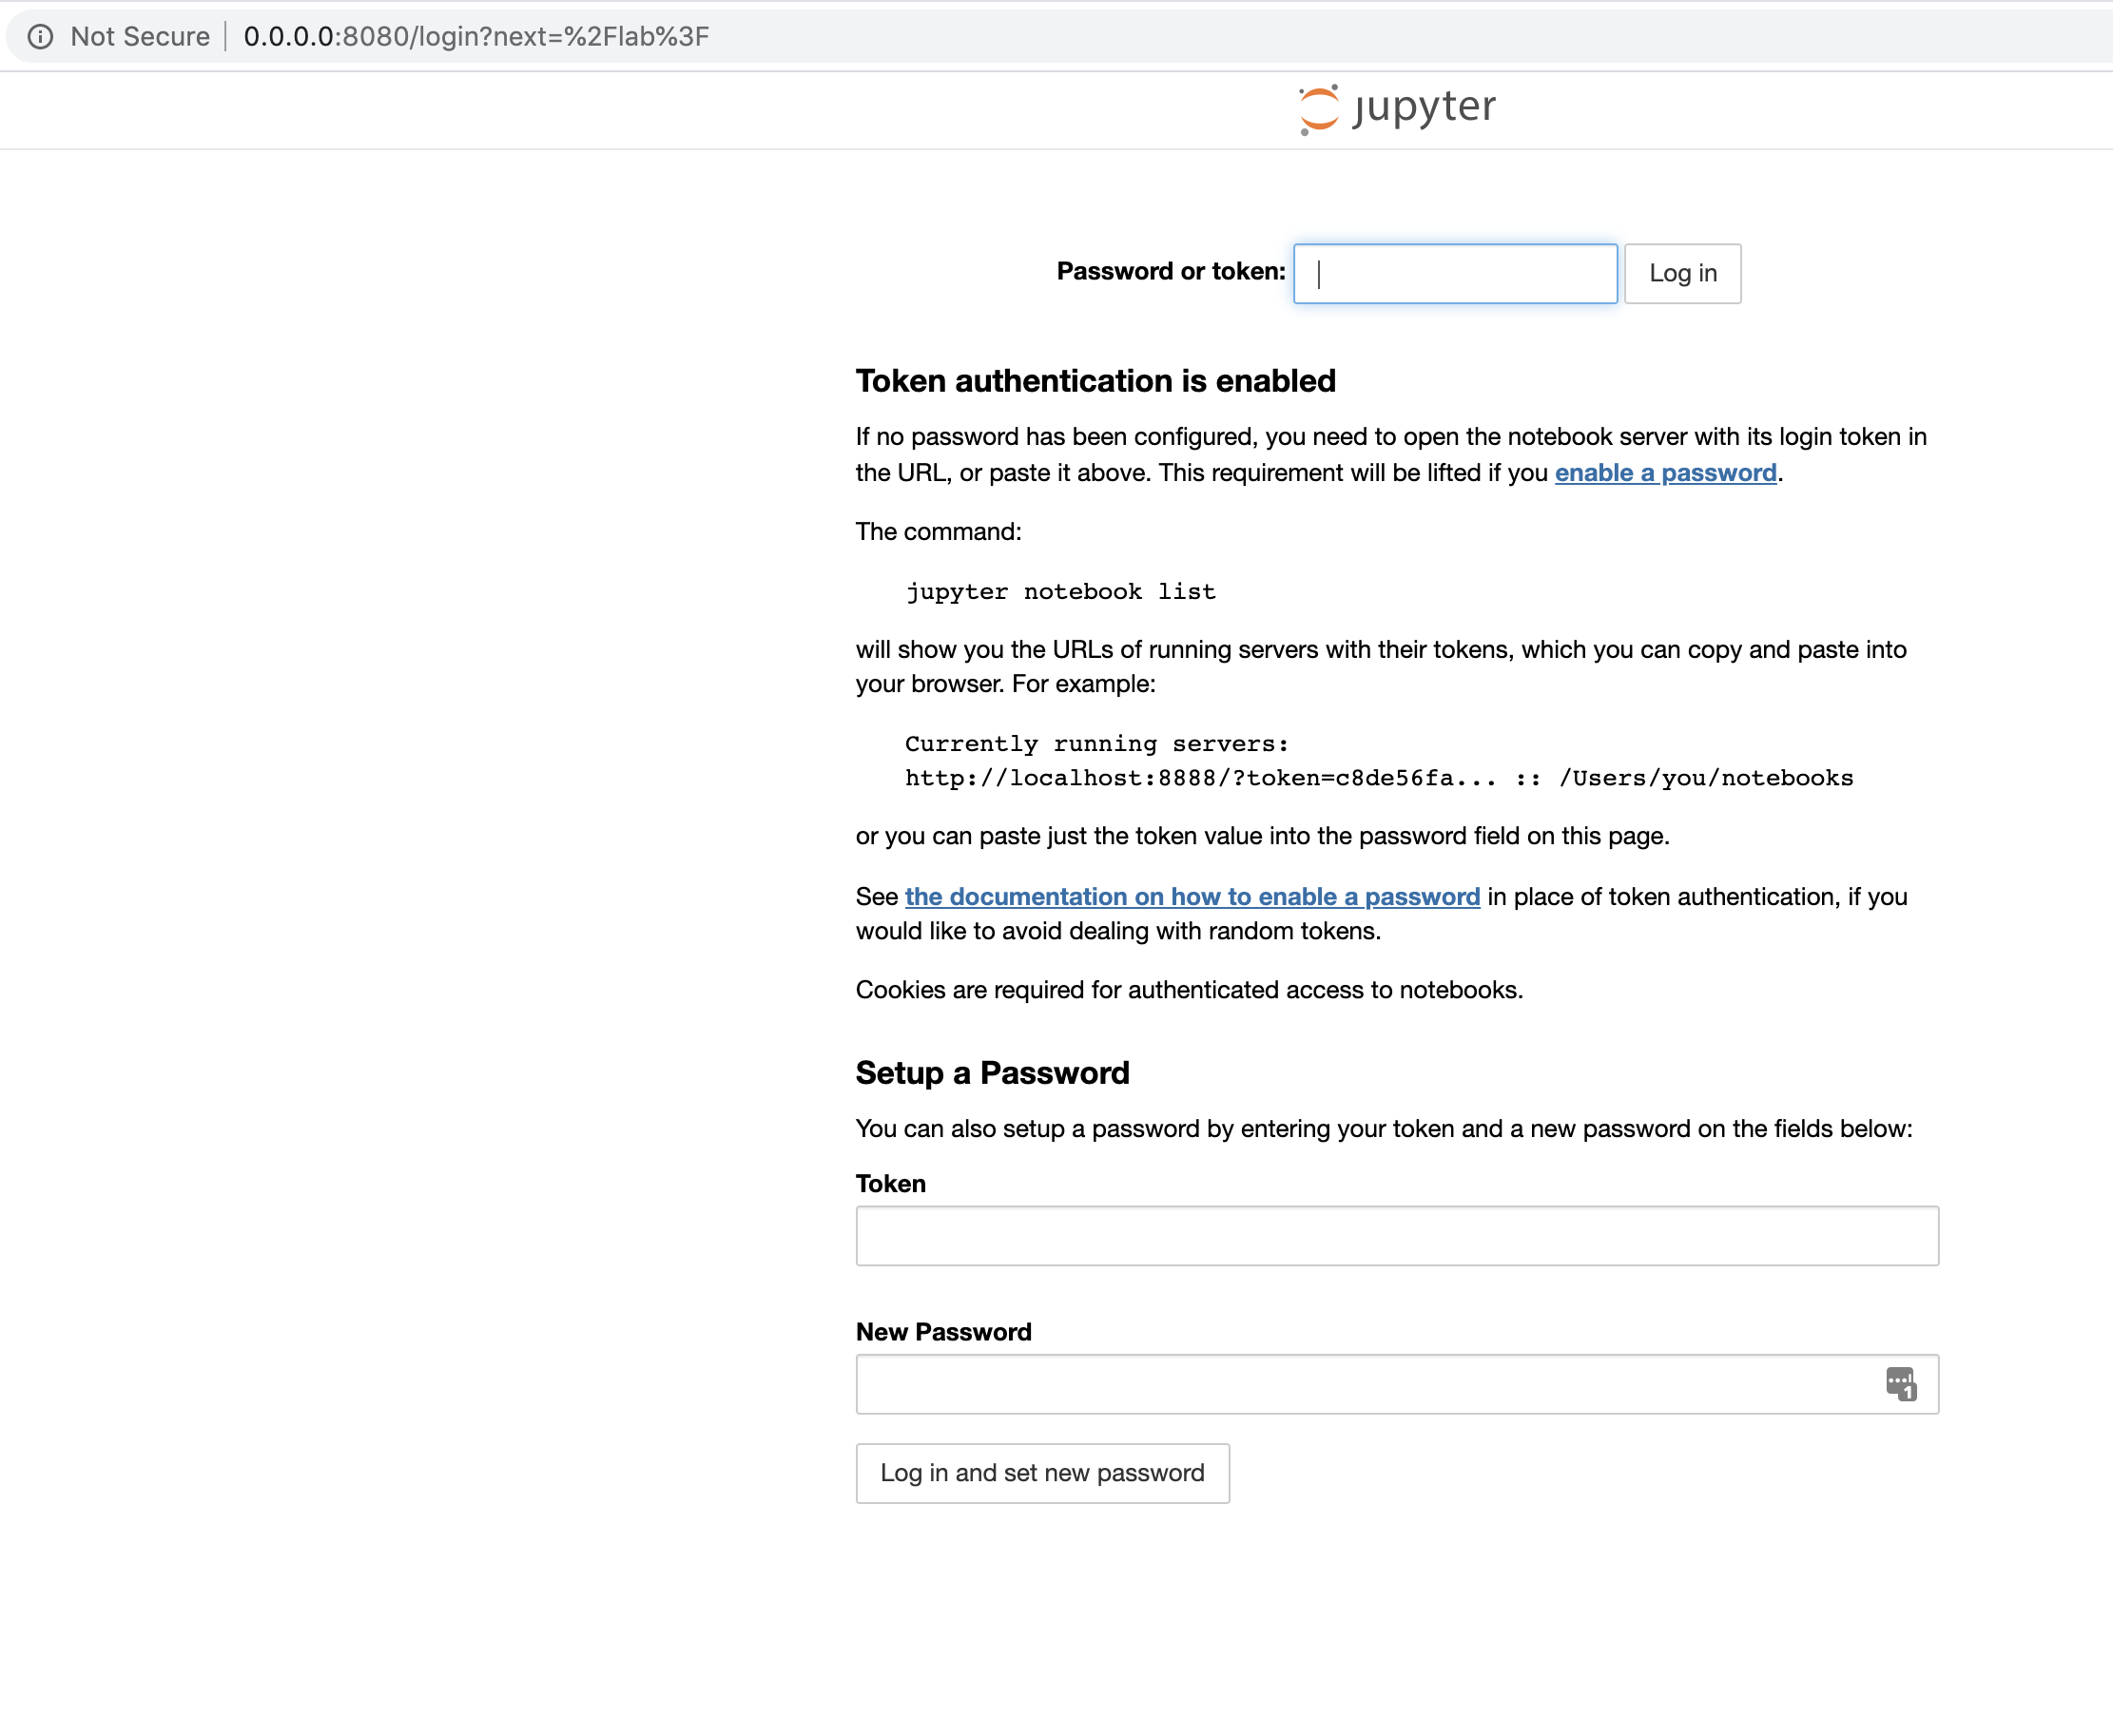 Not Secure | 0.0.0.0:8080/login?next=%2Flab%3F
jupyter
Password or token: Log in
Token authentication is enabled
If no password has been configured, you need to open the notebook server with its login token in
the URL, or paste it above. This requirement will be lifted if you enable a password.
The command:
jupyter notebook list
will show you the URLs of running servers with their tokens, which you can copy and paste into
your browser. For example:
Currently running servers:
http://localhost:8888/?token=c8de56fa... :: /Users/you/notebooks
or you can paste just the token value into the password field on this page.
See the documentation on how to enable a password in place of token authentication, if you
would like to avoid dealing with random tokens.
Cookies are required for authenticated access to notebooks.
Setup a Password
You can also setup a password by entering your token and a new password on the fields below:
Token
New Password
1
Log in and set new password